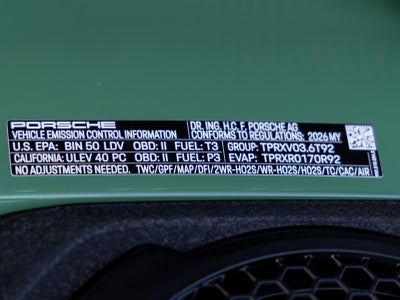 PORSCHE DR. ING. H.C. F. PORSCHE AG
VEHICLE EMISSION CONTROL INFORMATION CONFORMS TO REGULATIONS: 2026 MY
U.S. EPA: BIN 50 LDV OBD: II FUEL: T3 GROUP: TPRXV03.6T92
CALIFORNIA: ULEV 40 PC OBD: II FUEL: P3 EVAP: TPRXR0170R92
NO ADJUSTMENTS NEEDED. TWC/GPF/MAP/DFI/2WR-HO2S/WR-HO2S/HO2S/TC/CAC/AIR